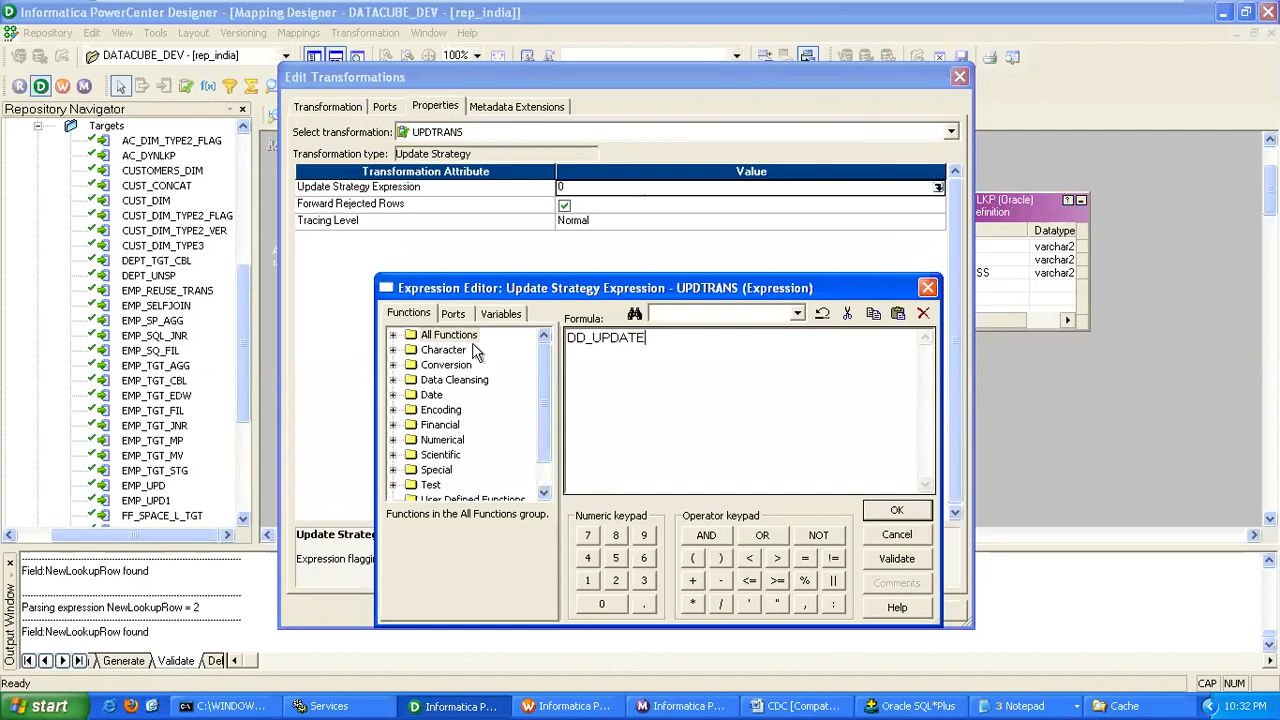 Informatica PowerCenter Designer - [Mapping Designer - DATACUBE_DEV - [rep_india]]
Repository Edit View Tools Layout Versioning Mappings Transformation Window Help
DATACUBE_DEV - [rep_india]
100%
R D W M
Repository Navigator
Targets
AC_DIM_TYPE2_FLAG
AC_DYNLKP
CUSTOMERS_DIM
CUST_CONCAT
CUST_DIM
CUST_DIM_TYPE2_FLAG
CUST_DIM_TYPE2_VER
CUST_DIM_TYPE3
DEPT_TGT_CBL
DEPT_UNSP
EMP_REUSE_TRANS
EMP_SELFJOIN
EMP_SP_AGG
EMP_SQL_JNR
EMP_SQ_FIL
EMP_TGT_AGG
EMP_TGT_CBL
EMP_TGT_EDW
EMP_TGT_FIL
EMP_TGT_JNR
EMP_TGT_MP
EMP_TGT_MV
EMP_TGT_STG
EMP_UPD
EMP_UPD1
FF_SPACE_L_TGT
Edit Transformations
Transformation Ports Properties Metadata Extensions
Select transformation: UPDTRANS
Transformation type: Update Strategy
Transformation Attribute Value
Update Strategy Expression 0
Forward Rejected Rows
Tracing Level Normal
LKP (Oracle)
efinition
Datatype
varchar2
varchar2
SS varchar2
Expression Editor: Update Strategy Expression - UPDTRANS (Expression)
Functions Ports Variables
Formula:
DD_UPDATE
All Functions
Character
Conversion
Data Cleansing
Date
Encoding
Financial
Numerical
Scientific
Special
Test
User Defined Functions
Functions in the All Functions group.
Numeric keypad
7 8 9
4 5 6
1 2 3
0 .
Operator keypad
AND OR NOT
( ) < > = !=
+ - <= >= % ||
* / ' " , :
OK
Cancel
Validate
Comments
Help
Update Strateg
Expression flaggin
Output Window
Field:NewLookupRow found
Parsing expression NewLookupRow = 2
Field:NewLookupRow found
Generate Validate De
Ready
CAP NUM
start
C:\WINDOW...
Services
Informatica P...
Informatica P...
Informatica P...
CDC [Compat...
Oracle SQL*Plus
3 Notepad
Cache
10:32 PM